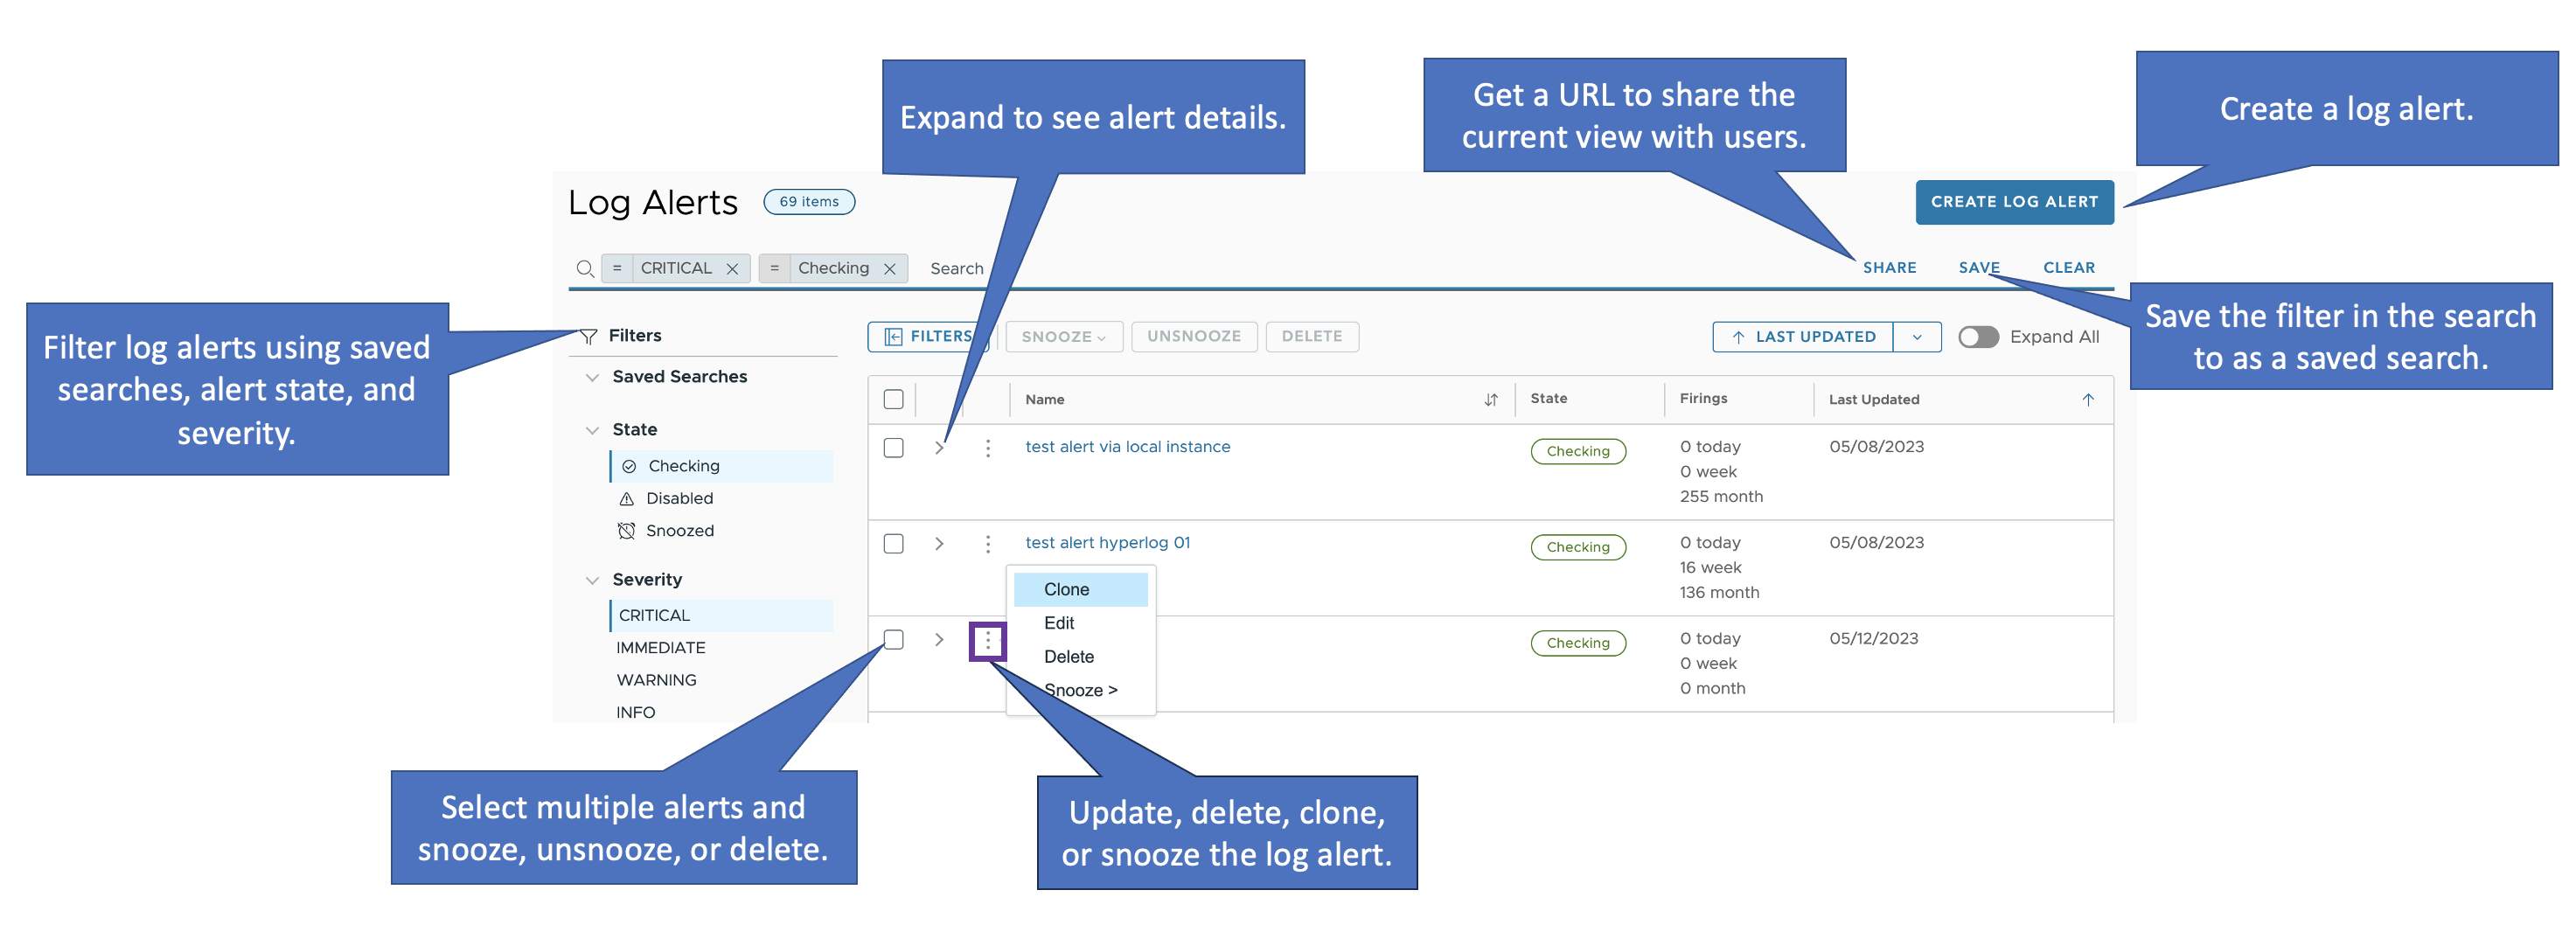 Expand to see alert details.
Get a URL to share the
current view with users.
Create a log alert.
Log Alerts
69 items
CREATE LOG ALERT
= CRITICAL
= Checking
Search
SHARE
SAVE
CLEAR
Filter log alerts using saved
searches, alert state, and
severity.
Save the filter in the search
to as a saved search.
Filters
FILTERS
SNOOZE
UNSNOOZE
DELETE
LAST UPDATED
Expand All
Saved Searches
State
Checking
Disabled
Snoozed
Severity
CRITICAL
IMMEDIATE
WARNING
INFO
Name
State
Firings
Last Updated
test alert via local instance
Checking
0 today
0 week
255 month
05/08/2023
test alert hyperlog 01
Checking
0 today
16 week
136 month
05/08/2023
Clone
Edit
Delete
Snooze >
Checking
0 today
0 week
0 month
05/12/2023
Select multiple alerts and
snooze, unsnooze, or delete.
Update, delete, clone,
or snooze the log alert.